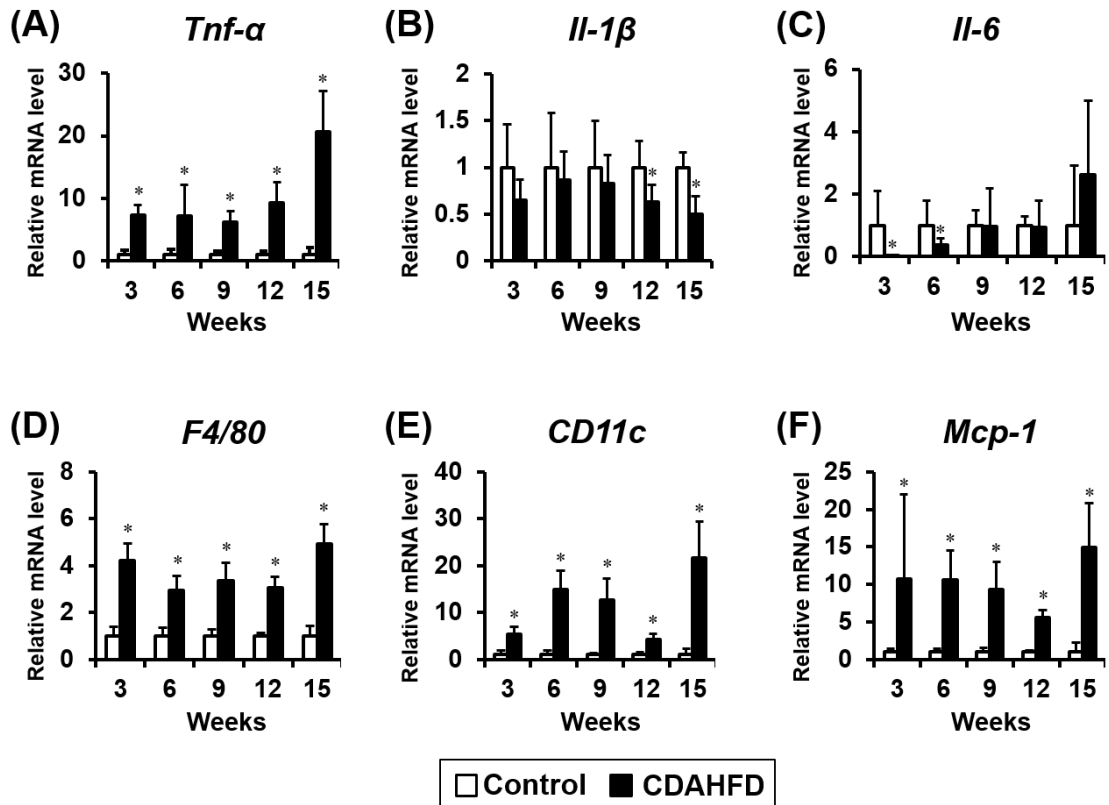 (A) Tnf-α
Relative mRNA level
30
20
10
0
* * * * *
3 6 9 12 15
Weeks
(B) Il-1β
Relative mRNA level
2
1.5
1
0.5
0
* *
3 6 9 12 15
Weeks
(C) Il-6
Relative mRNA level
6
4
2
0
* *
3 6 9 12 15
Weeks
(D) F4/80
Relative mRNA level
8
6
4
2
0
* * * * *
3 6 9 12 15
Weeks
(E) CD11c
Relative mRNA level
40
30
20
10
0
* * * * *
3 6 9 12 15
Weeks
(F) Mcp-1
Relative mRNA level
25
20
15
10
5
0
* * * * *
3 6 9 12 15
Weeks
Control CDAHFD